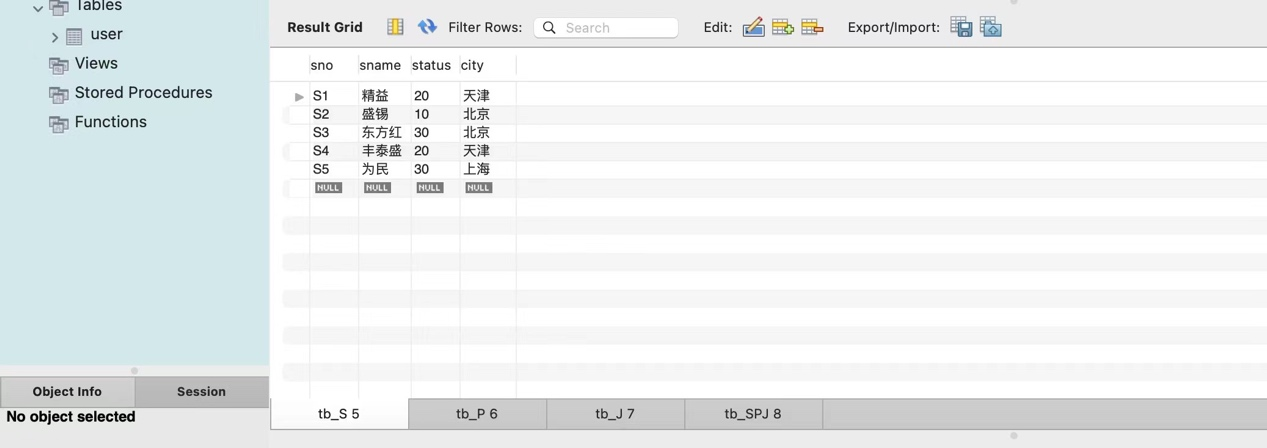 Tables
user
Views
Stored Procedures
Functions
Object Info Session
No object selected
Result Grid Filter Rows: Search Edit: Export/Import:
sno sname status city
S1 精益 20 天津
S2 盛锡 10 北京
S3 东方红 30 北京
S4 丰泰盛 20 天津
S5 为民 30 上海
NULL NULL NULL NULL
tb_S 5 tb_P 6 tb_J 7 tb_SPJ 8